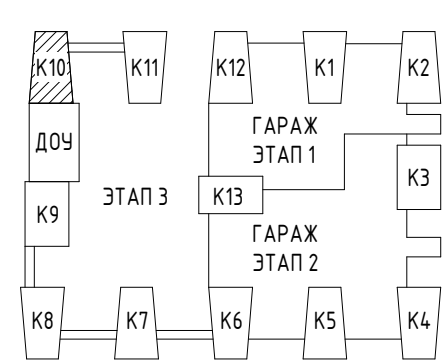 К10
К11
К12
К1
К2
ГАРАЖ
ЭТАП 1
ДОУ
К3
К9
ЭТАП 3
К13
ГАРАЖ
ЭТАП 2
К8
К7
К6
К5
К4